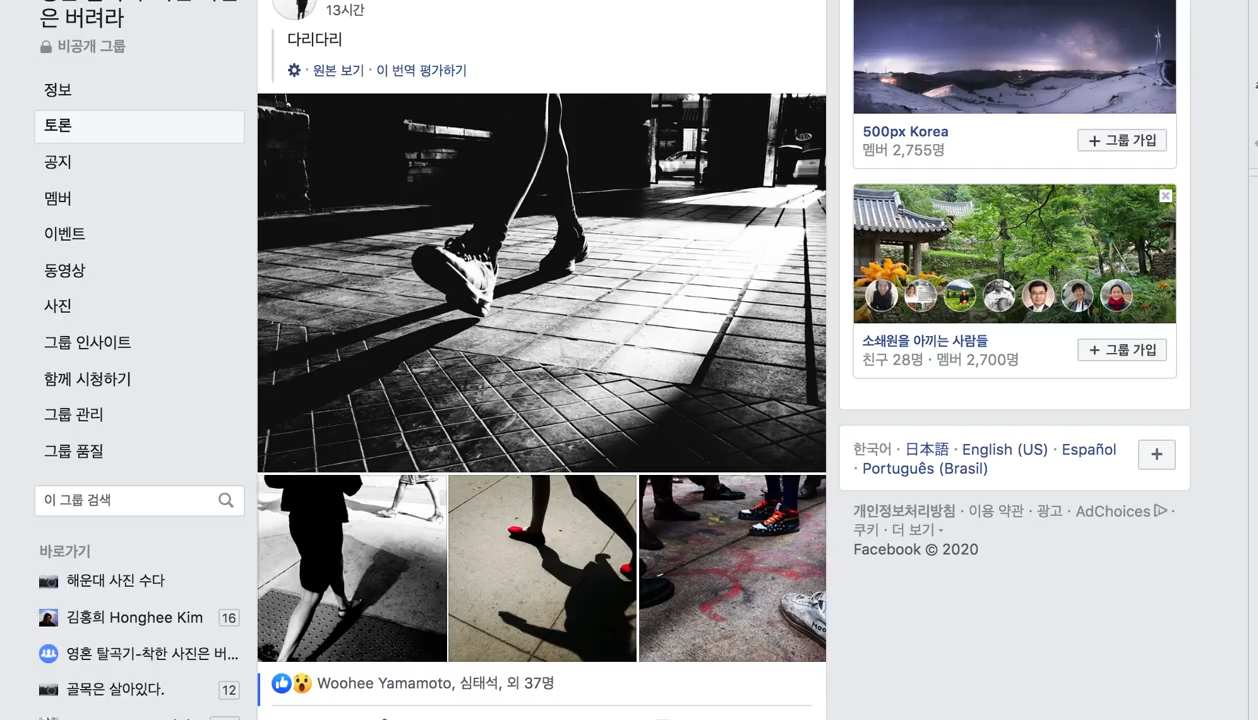 은 버려라
비공개 그룹
정보
토론
공지
멤버
이벤트
동영상
사진
그룹 인사이트
함께 시청하기
그룹 관리
그룹 품질
이 그룹 검색
바로가기
해운대 사진 수다
김홍희 Honghee Kim 16
영혼 탈곡기-착한 사진은 버...
골목은 살아있다. 12
13시간
다리다리
· 원본 보기 · 이 번역 평가하기
Woohee Yamamoto, 심태석, 외 37명
500px Korea
멤버 2,755명
+ 그룹 가입
소쇄원을 아끼는 사람들
친구 28명 · 멤버 2,700명
+ 그룹 가입
한국어 · 日本語 · English (US) · Español
· Português (Brasil)
+
개인정보처리방침 · 이용 약관 · 광고 · AdChoices ·
쿠키 · 더 보기
Facebook © 2020